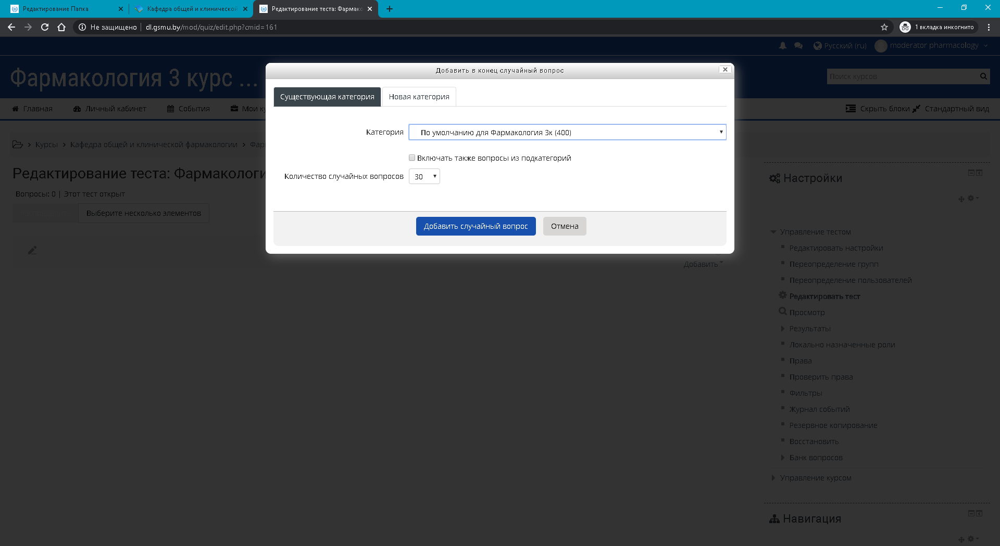 Редактирование Папка
Кафедра общей и клинической
Редактирование теста: Фармако
Не защищено
dl.gsmu.by/mod/quiz/edit.php?cmid=161
1 вкладка инкогнито
Русский (ru)
moderator pharmacology
Фармакология 3 курс ...
Поиск курсов
Главная
Личный кабинет
События
Мои ку
Скрыть блоки
Стандартный вид
Курсы
Кафедра общей и клинической фармакологии
Фар
Редактирование теста: Фармакологи
Вопросы: 0 | Этот тест открыт
Выберите несколько элементов
Добавить
Добавить в конец случайный вопрос
Существующая категория
Новая категория
Категория
По умолчанию для Фармакология 3к (400)
Включать также вопросы из подкатегорий
Количество случайных вопросов
30
Добавить случайный вопрос
Отмена
Настройки
Управление тестом
Редактировать настройки
Переопределение групп
Переопределение пользователей
Редактировать тест
Просмотр
Результаты
Локально назначенные роли
Права
Проверить права
Фильтры
Журнал событий
Резервное копирование
Восстановить
Банк вопросов
Управление курсом
Навигация